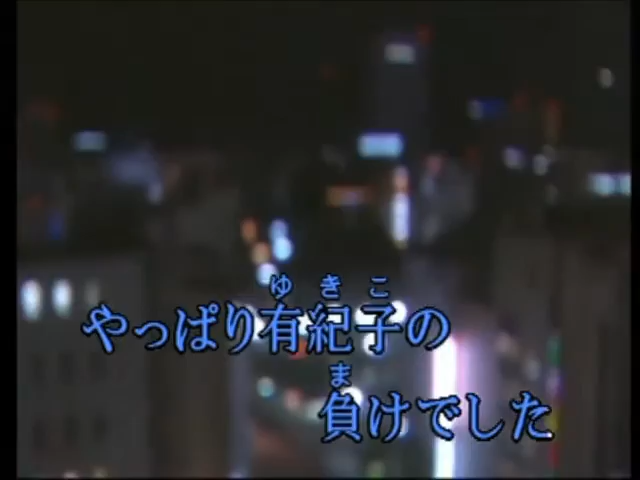 ゆきこ
やっぱり有紀子の
ま
負けでした